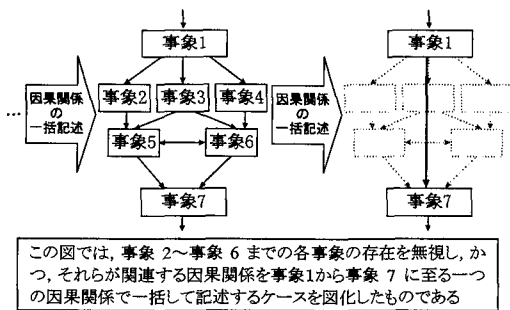 事象1
事象1
事象2
事象3
事象4
...
因果関係
の
一括記述
因果関係
の
一括記述
事象5
事象6
事象7
事象7
この図では, 事象 2~事象 6 までの各事象の存在を無視し, か
つ, それらが関連する因果関係を事象1から事象 7 に至る一つ
の因果関係で一括して記述するケースを図化したものである